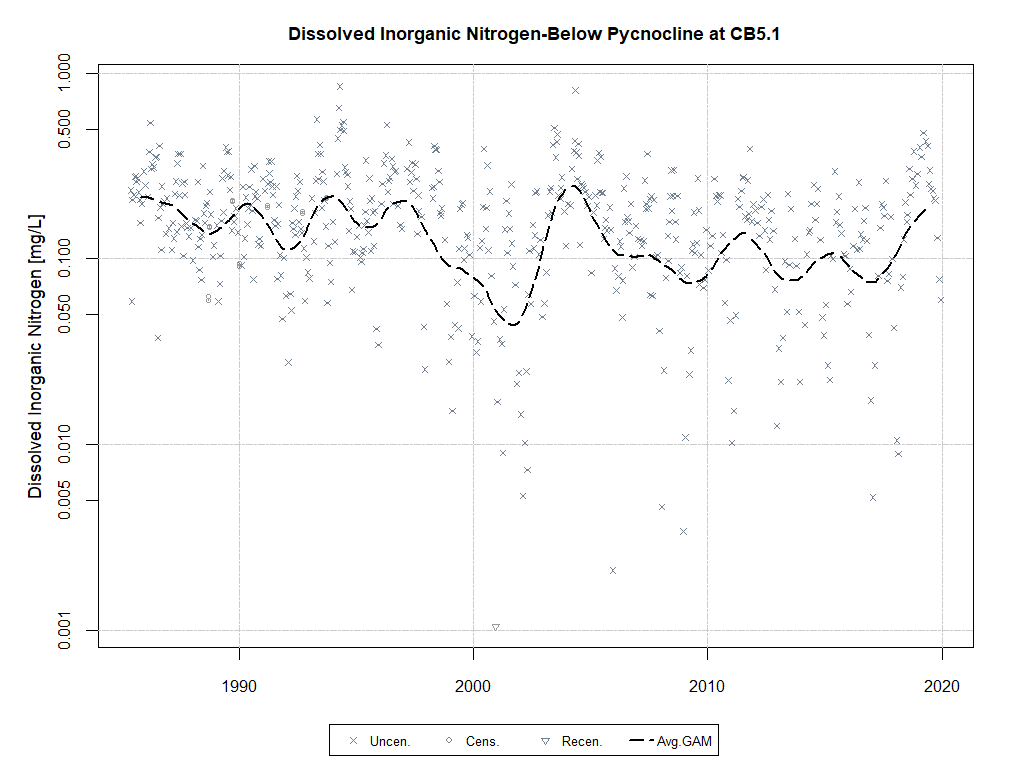 Dissolved Inorganic Nitrogen-Below Pycnocline at CB5.1
Dissolved Inorganic Nitrogen [mg/L]
1.000
0.500
0.100
0.050
0.010
0.005
0.001
1990 2000 2010 2020
Uncen. Cens. Recen. Avg.GAM